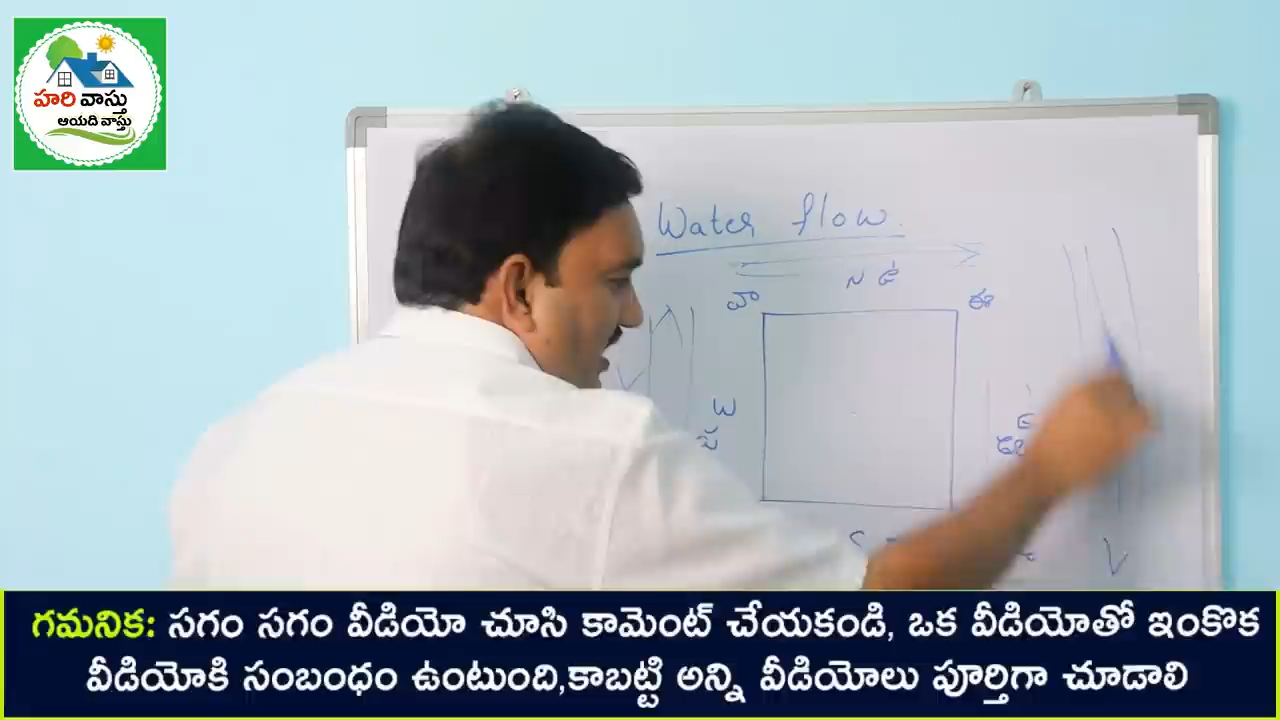 హరి వాస్తు
ఆయది వాస్తు
Water flow.
వా
ఈ
గమనిక: సగం సగం వీడియో చూసి కామెంట్ చేయకండి, ఒక వీడియోతో ఇంకొక
వీడియోకి సంబంధం ఉంటుంది,కాబట్టి అన్ని వీడియోలు పూర్తిగా చూడాలి